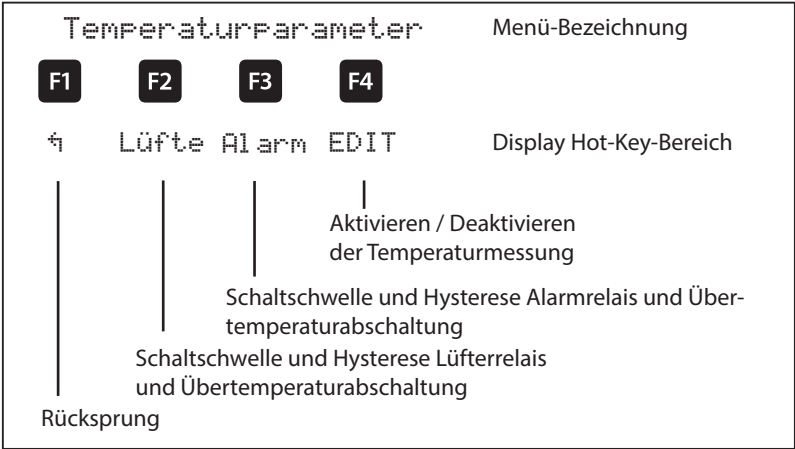 Temperaturparameter Menü-Bezeichnung
F1 F2 F3 F4
↰ Lüfte Alarm EDIT Display Hot-Key-Bereich
Aktivieren / Deaktivieren
der Temperaturmessung
Schaltschwelle und Hysterese Alarmrelais und Über-
temperaturabschaltung
Schaltschwelle und Hysterese Lüfterrelais
und Übertemperaturabschaltung
Rücksprung